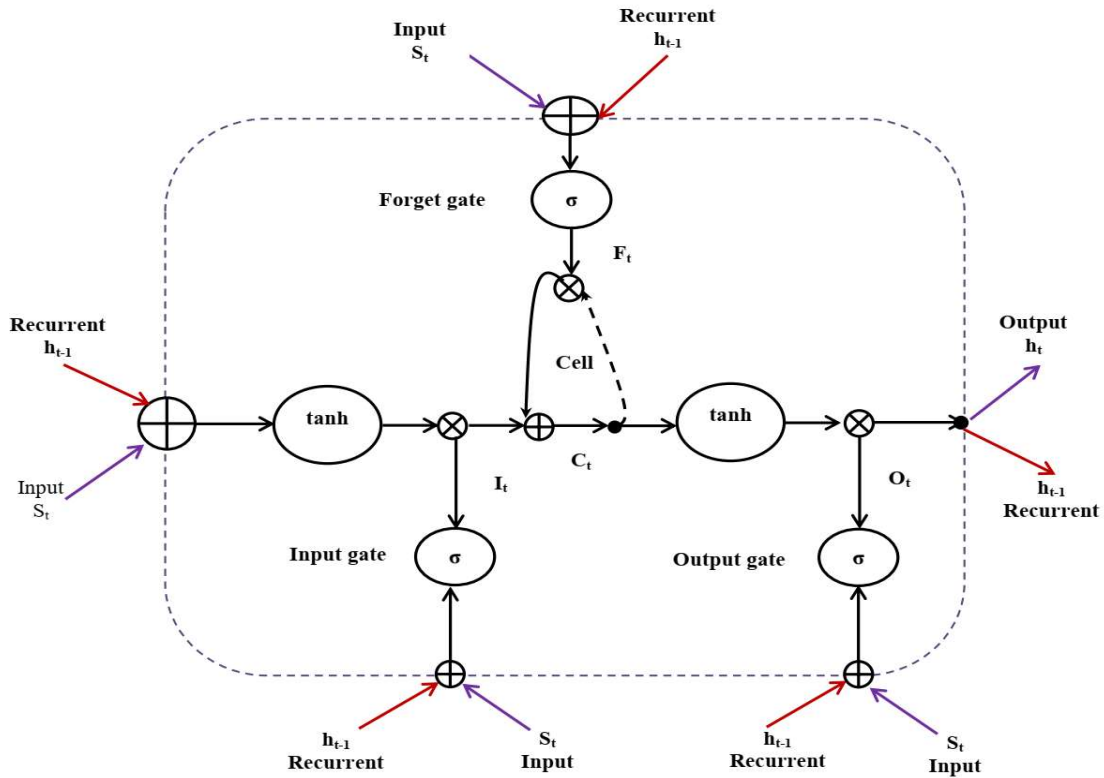 Input
Sₜ
Recurrent
hₜ₋₁
Forget gate
σ
Fₜ
Recurrent
hₜ₋₁
Output
hₜ
Cell
tanh
tanh
Input
Sₜ
Cₜ
Iₜ
Oₜ
hₜ₋₁
Recurrent
Input gate
σ
Output gate
σ
hₜ₋₁
Recurrent
Sₜ
Input
hₜ₋₁
Recurrent
Sₜ
Input